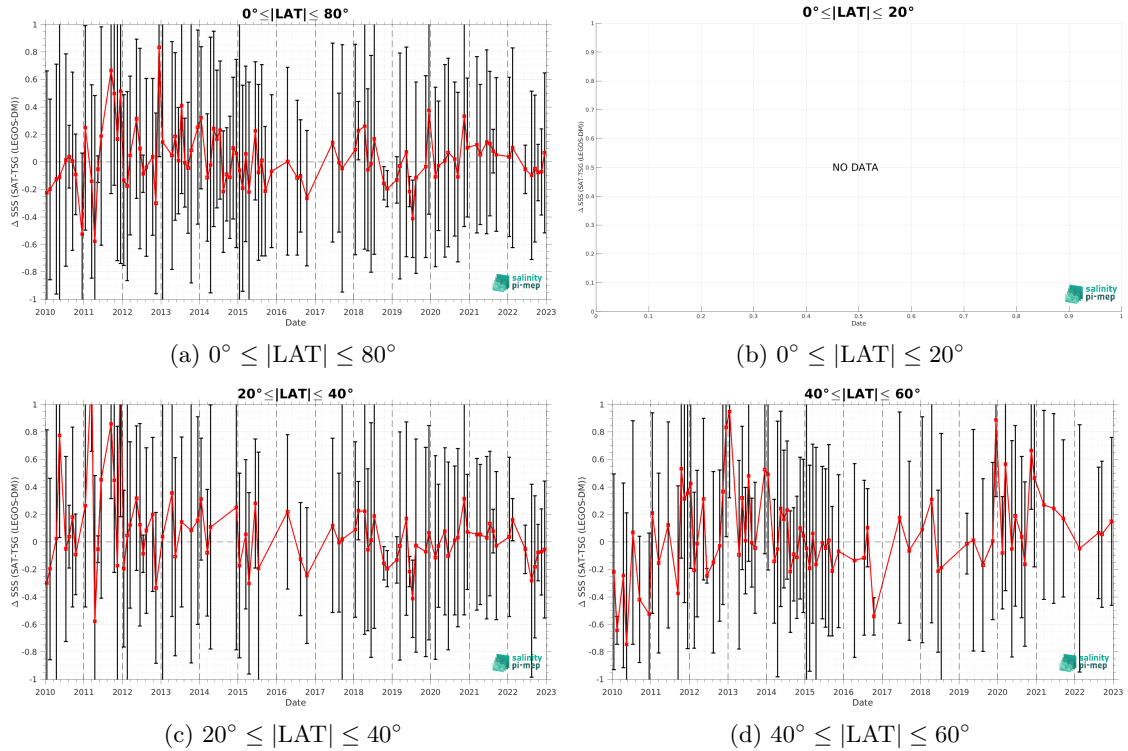 0°≤|LAT|≤ 80°
Δ SSS (SAT-TSG (LEGOS-DM))
1
0.8
0.6
0.4
0.2
0
-0.2
-0.4
-0.6
-0.8
-1
2010 2011 2012 2013 2014 2015 2016 2017 2018 2019 2020 2021 2022 2023
Date
salinity
pi-mep
(a) 0° ≤ |LAT| ≤ 80°
0°≤|LAT|≤ 20°
Δ SSS (SAT-TSG (LEGOS-DM))
1
0.9
0.8
0.7
0.6
0.5
0.4
0.3
0.2
0.1
0
NO DATA
0 0.1 0.2 0.3 0.4 0.5 0.6 0.7 0.8 0.9 1
Date
salinity
pi-mep
(b) 0° ≤ |LAT| ≤ 20°
20°≤|LAT|≤ 40°
Δ SSS (SAT-TSG (LEGOS-DM))
1
0.8
0.6
0.4
0.2
0
-0.2
-0.4
-0.6
-0.8
-1
2010 2011 2012 2013 2014 2015 2016 2017 2018 2019 2020 2021 2022 2023
Date
salinity
pi-mep
(c) 20° ≤ |LAT| ≤ 40°
40°≤|LAT|≤ 60°
Δ SSS (SAT-TSG (LEGOS-DM))
1
0.8
0.6
0.4
0.2
0
-0.2
-0.4
-0.6
-0.8
-1
2010 2011 2012 2013 2014 2015 2016 2017 2018 2019 2020 2021 2022 2023
Date
salinity
pi-mep
(d) 40° ≤ |LAT| ≤ 60°